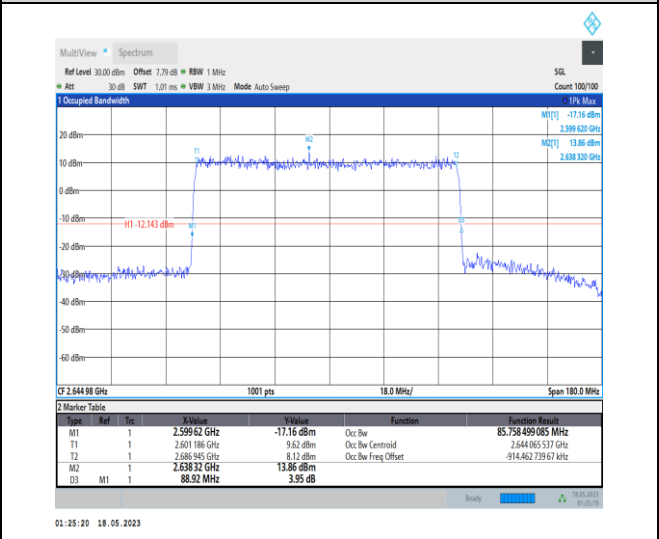 MultiView Spectrum
Ref Level 30.00 dBm Offset 7.79 dB RBW 1 MHz SGL
Att 30 dB SWT 1.01 ms VBW 3 MHz Mode Auto Sweep Count 100/100
1 Occupied Bandwidth 1Pk Max
M1[1] -17.16 dBm
2.599 620 GHz
M2[1] 13.86 dBm
2.638 320 GHz
20 dBm
M2
T1 T2
10 dBm
0 dBm
-10 dBm
H1 -12.143 dBm M1
-20 dBm
-30 dBm
-40 dBm
-50 dBm
-60 dBm
CF 2.644 98 GHz 1001 pts 18.0 MHz/ Span 180.0 MHz
2 Marker Table
Type Ref Trc X-Value Y-Value Function Function Result
M1 1 2.599 62 GHz -17.16 dBm Occ Bw 85.758 499 085 MHz
T1 1 2.601 186 GHz 9.62 dBm Occ Bw Centroid 2.644 065 537 GHz
T2 1 2.686 945 GHz 8.12 dBm Occ Bw Freq Offset -914.462 739 67 kHz
M2 1 2.638 32 GHz 13.86 dBm
D3 M1 1 88.92 MHz 3.95 dB
Ready 18.05.2023
01:25:19
01:25:20 18.05.2023